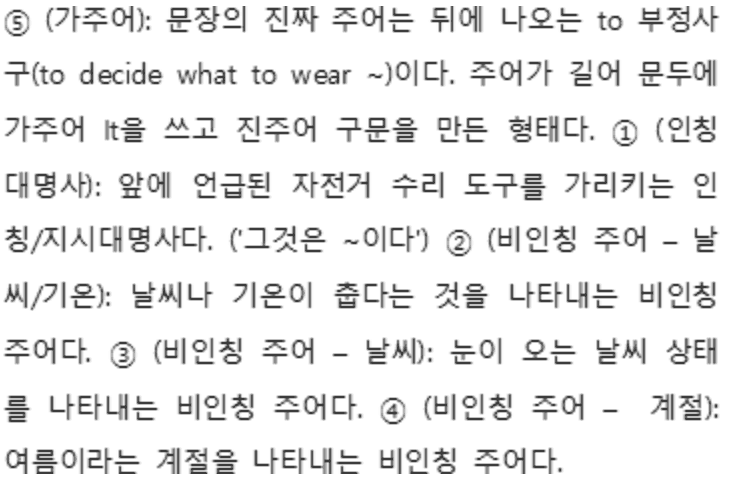 ⑤ (가주어): 문장의 진짜 주어는 뒤에 나오는 to 부정사
구(to decide what to wear ~)이다. 주어가 길어 문두에
가주어 It을 쓰고 진주어 구문을 만든 형태다. ① (인칭
대명사): 앞에 언급된 자전거 수리 도구를 가리키는 인
칭/지시대명사다. ('그것은 ~이다') ② (비인칭 주어 – 날
씨/기온): 날씨나 기온이 춥다는 것을 나타내는 비인칭
주어다. ③ (비인칭 주어 – 날씨): 눈이 오는 날씨 상태
를 나타내는 비인칭 주어다. ④ (비인칭 주어 – 계절):
여름이라는 계절을 나타내는 비인칭 주어다.